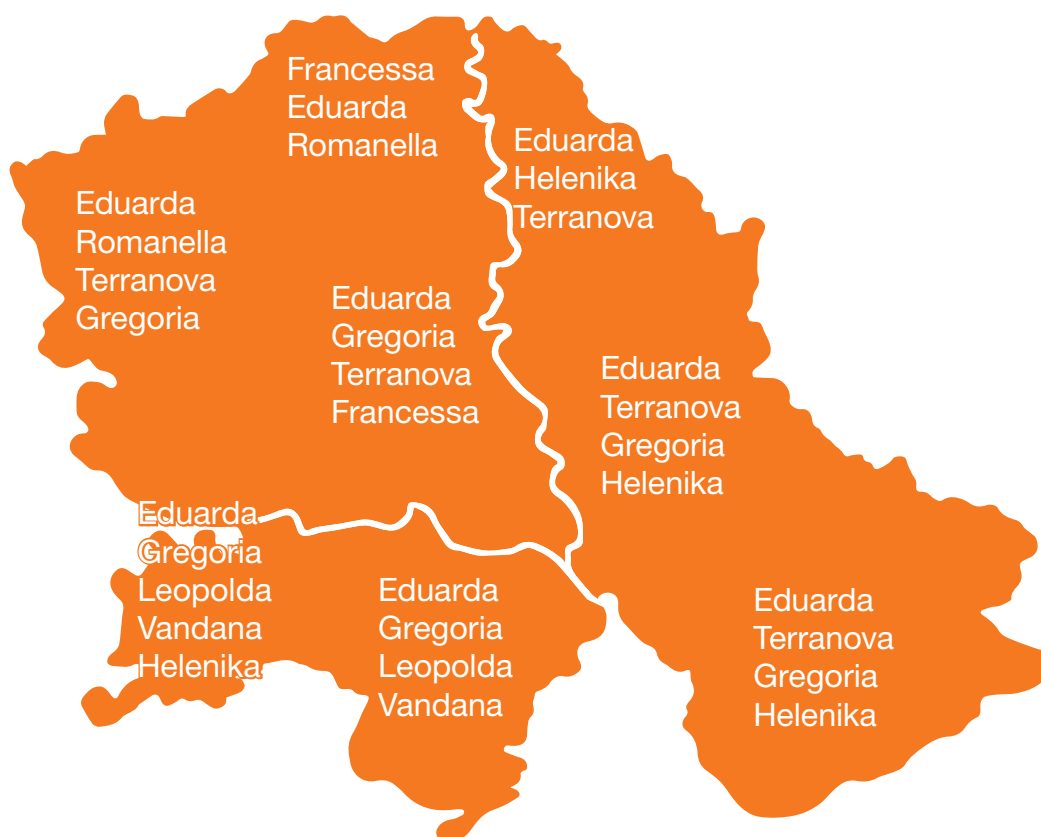 Francessa
Eduarda
Romanella
Eduarda
Helenika
Terranova
Eduarda
Romanella
Terranova
Gregoria
Eduarda
Gregoria
Terranova
Francessa
Eduarda
Terranova
Gregoria
Helenika
Eduarda
Gregoria
Leopolda
Vandana
Helenika
Eduarda
Gregoria
Leopolda
Vandana
Eduarda
Terranova
Gregoria
Helenika